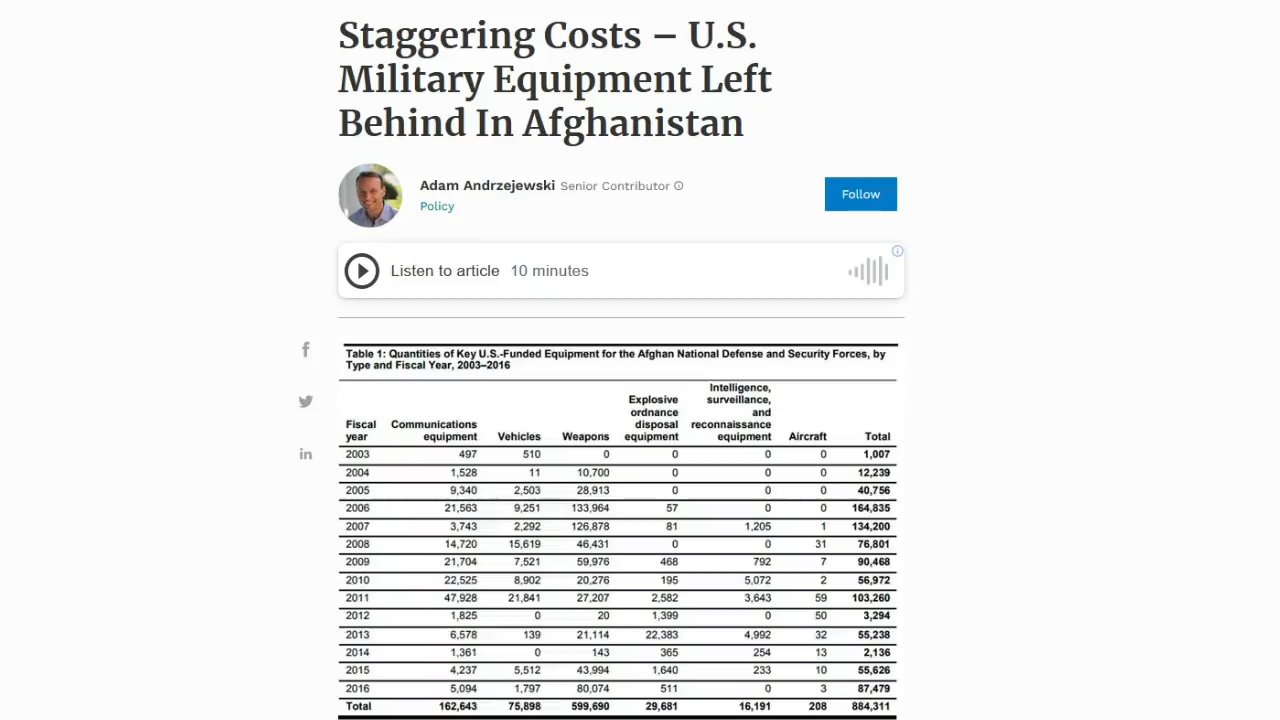 Staggering Costs – U.S.
Military Equipment Left
Behind In Afghanistan
Adam Andrzejewski Senior Contributor
Policy
Follow
Listen to article 10 minutes
Table 1: Quantities of Key U.S.-Funded Equipment for the Afghan National Defense and Security Forces, by
Type and Fiscal Year, 2003–2016
Fiscal year Communications equipment Vehicles Weapons Explosive ordnance disposal equipment Intelligence, surveillance, and reconnaissance equipment Aircraft Total
2003 497 510 0 0 0 0 1,007
2004 1,528 11 10,700 0 0 0 12,239
2005 9,340 2,503 28,913 0 0 0 40,756
2006 21,563 9,251 133,964 57 0 0 164,835
2007 3,743 2,292 126,878 81 1,205 1 134,200
2008 14,720 15,619 46,431 0 0 31 76,801
2009 21,704 7,521 59,976 468 792 7 90,468
2010 22,525 8,902 20,276 195 5,072 2 56,972
2011 47,928 21,841 27,207 2,582 3,643 59 103,260
2012 1,825 0 20 1,399 0 50 3,294
2013 6,578 139 21,114 22,383 4,992 32 55,238
2014 1,361 0 143 365 254 13 2,136
2015 4,237 5,512 43,994 1,640 233 10 55,626
2016 5,094 1,797 80,074 511 0 3 87,479
Total 162,643 75,898 599,690 29,681 16,191 208 884,311